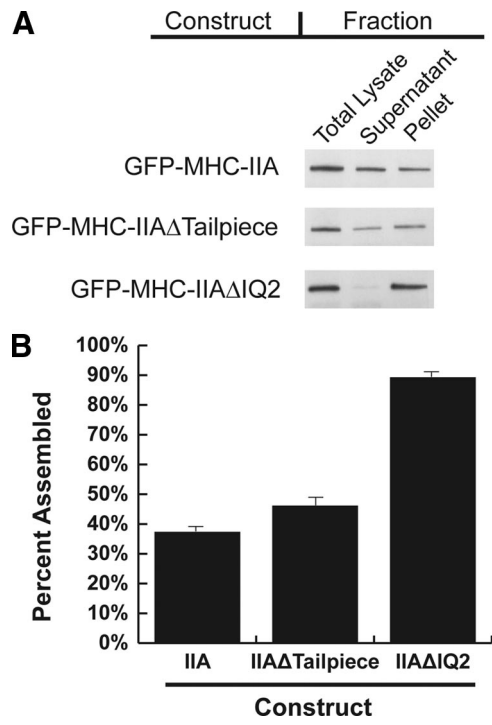 A
Construct Fraction
Total Lysate
Supernatant
Pellet
GFP-MHC-IIA
GFP-MHC-IIAΔTailpiece
GFP-MHC-IIAΔIQ2
B
Percent Assembled
100%
90%
80%
70%
60%
50%
40%
30%
20%
10%
0%
IIA IIAΔTailpiece IIAΔIQ2
Construct